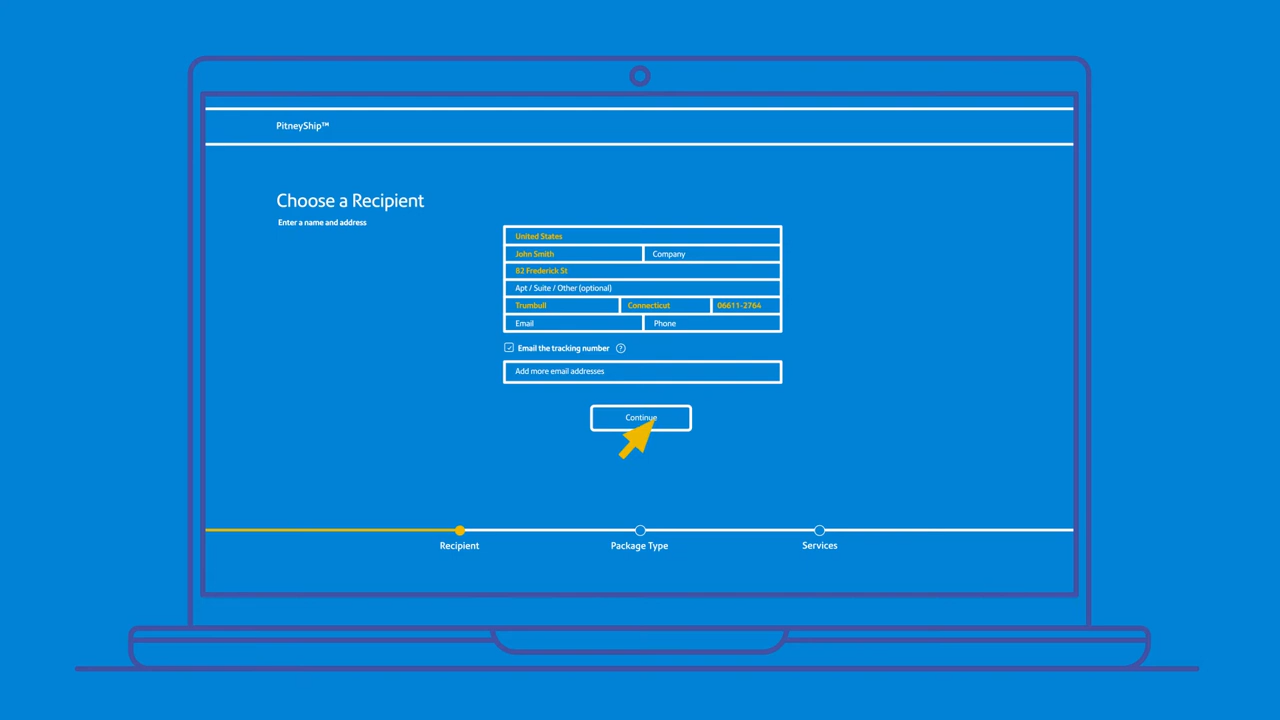 PitneyShip™
Choose a Recipient
Enter a name and address
United States
John Smith
Company
82 Frederick St
Apt / Suite / Other (optional)
Trumbull
Connecticut
06611-2764
Email
Phone
Email the tracking number ?
Add more email addresses
Continue
Recipient
Package Type
Services